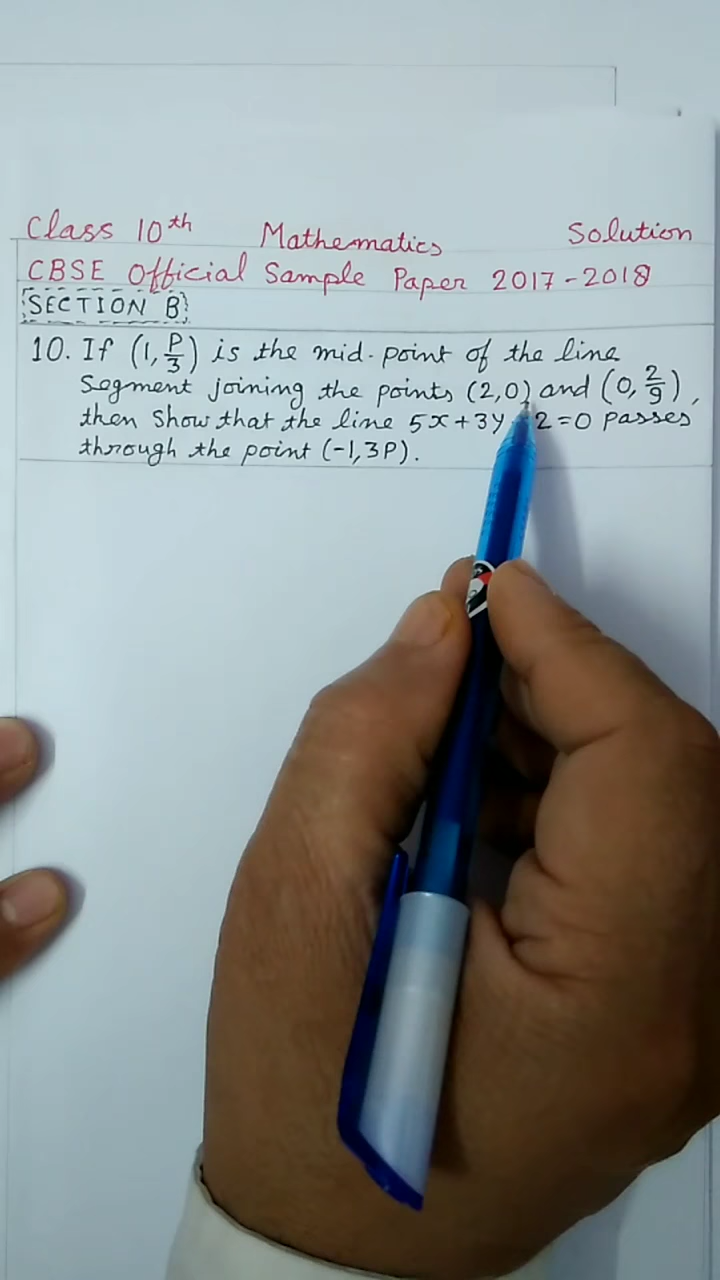 Class 10th Mathematics Solution
CBSE Official Sample Paper 2017-2018
SECTION B
10. If (1, P/3) is the mid-point of the line
Segment joining the points (2,0) and (0, 2/9),
then Show that the line 5x+3y 2=0 passes
through the point (-1,3P).